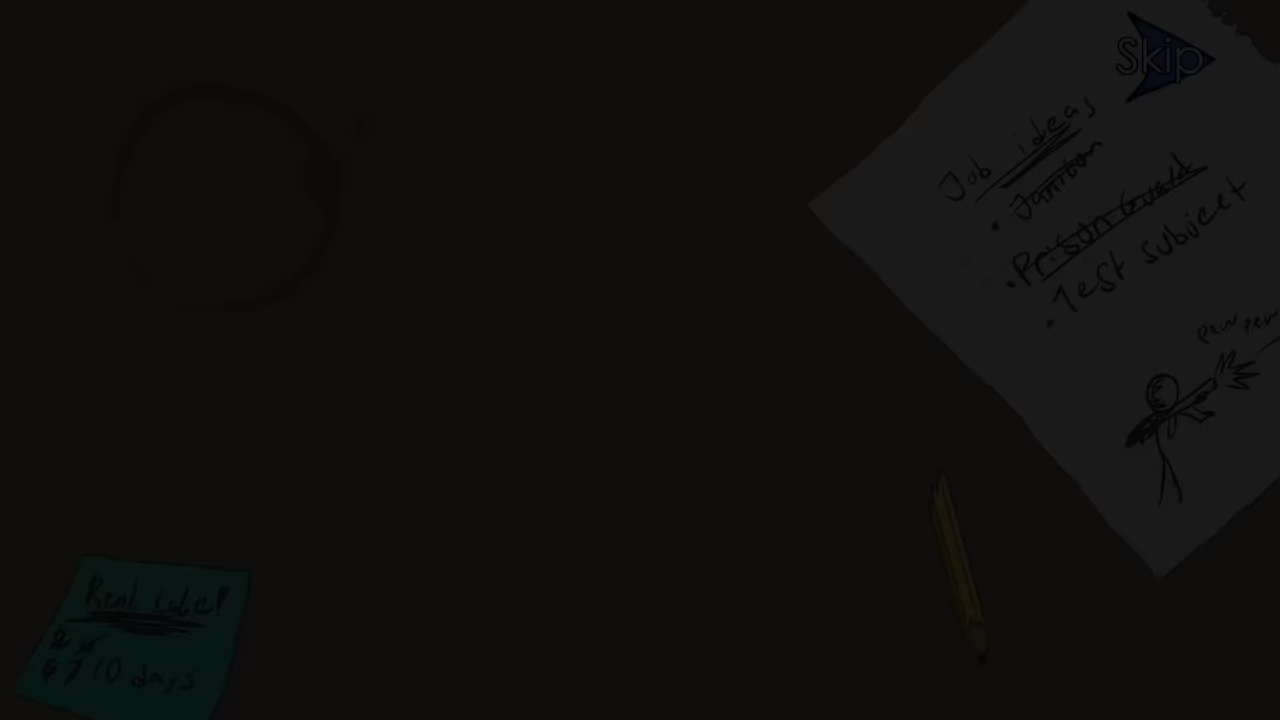 Skip
Job ideas
• Janitor
• Prison Guard
• Test subject
pew pew
Rent late!
10 days